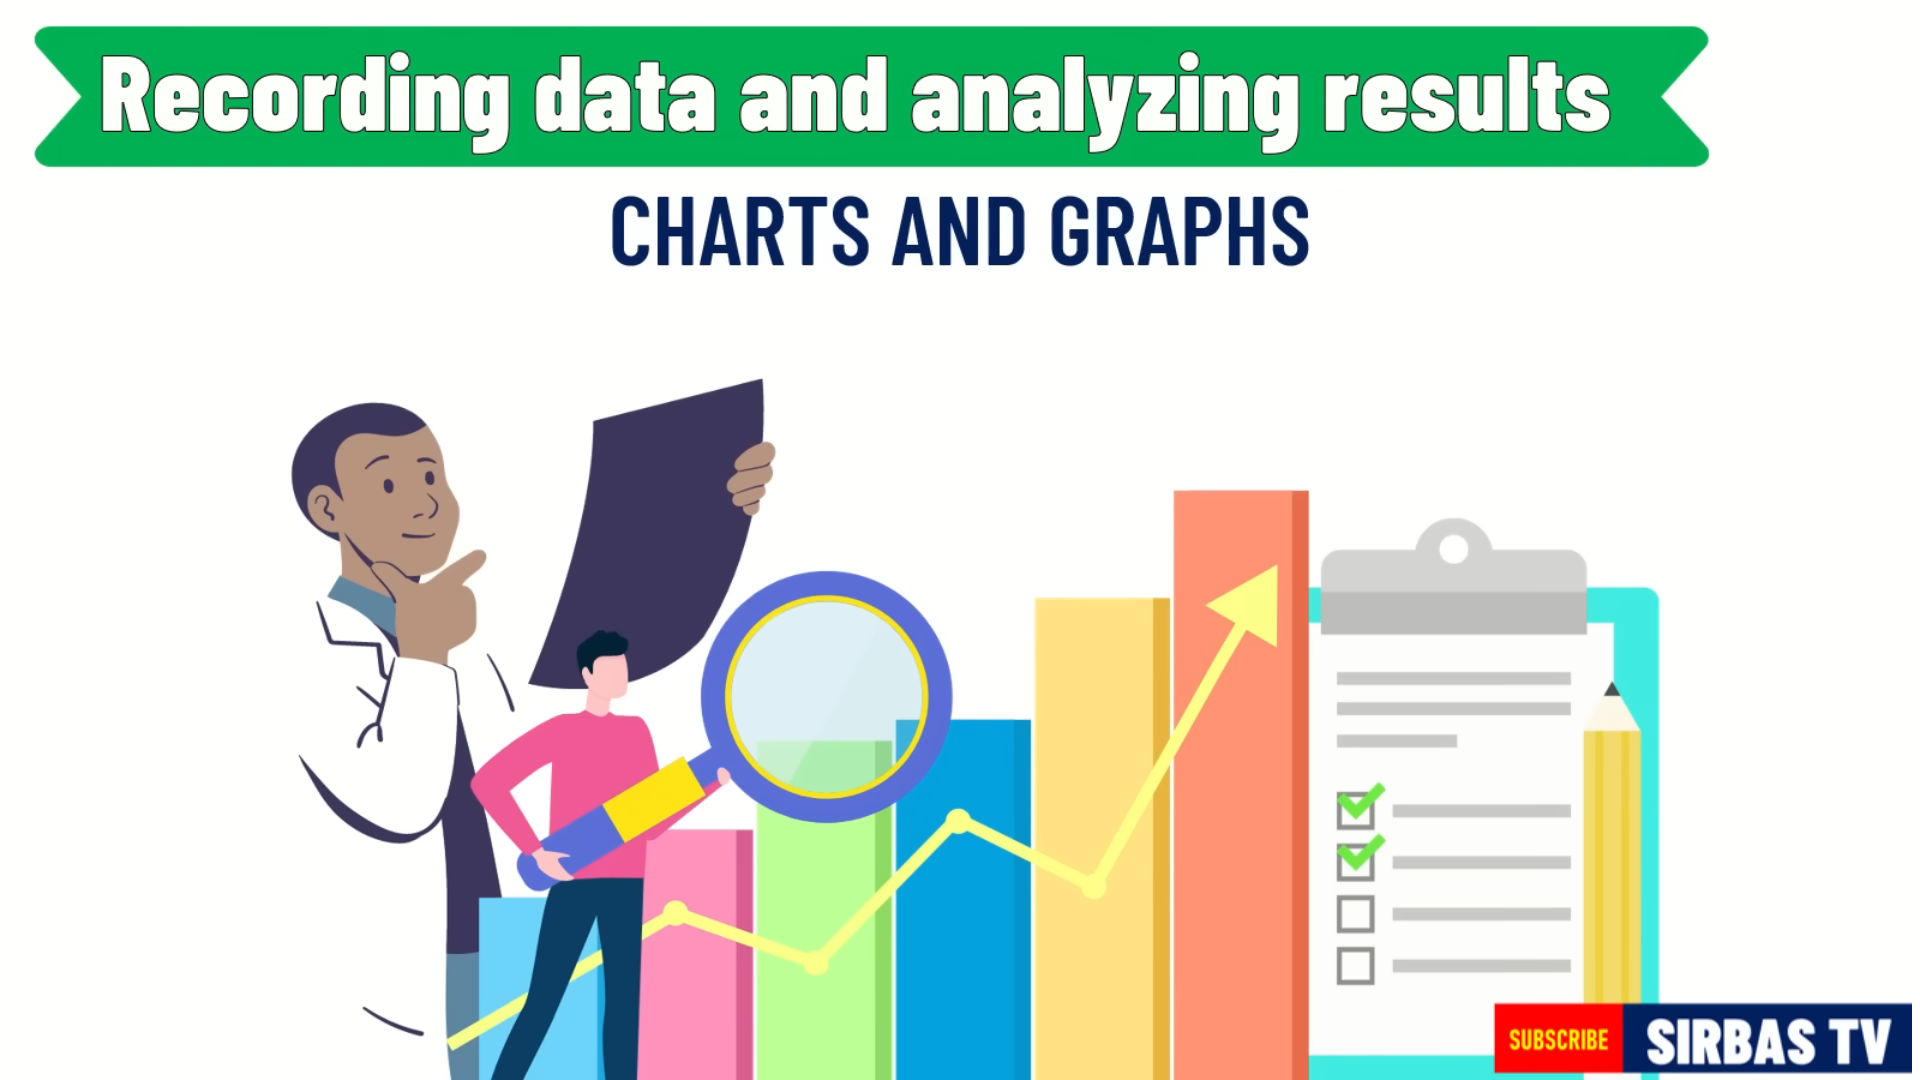 Recording data and analyzing results
CHARTS AND GRAPHS
SUBSCRIBE SIRBAS TV